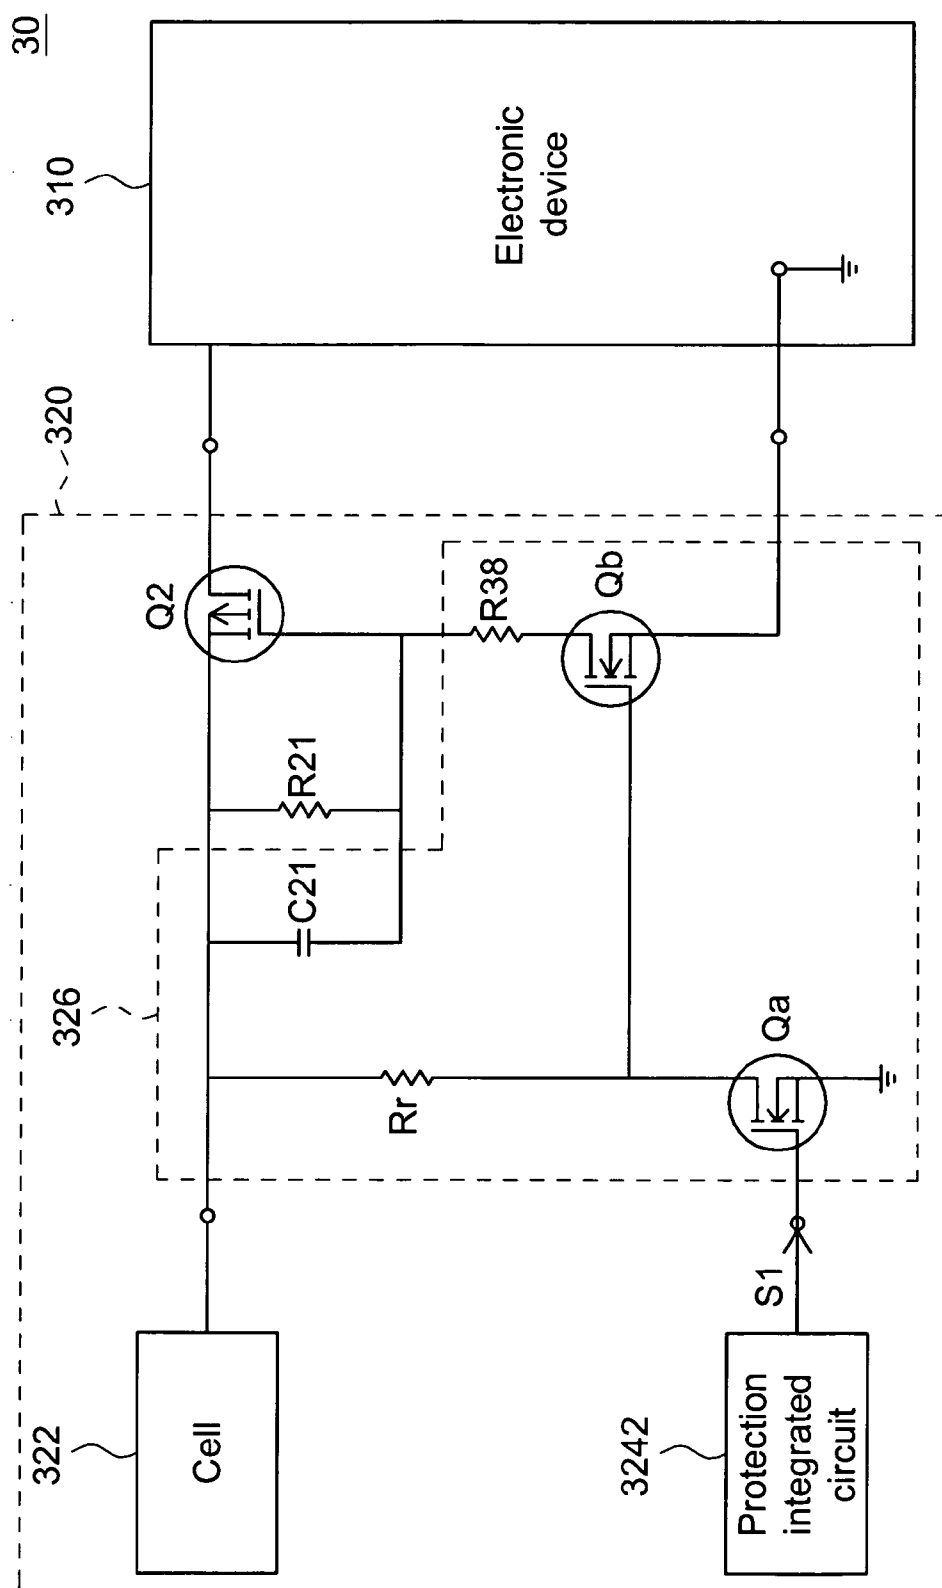 30
310
Electronic
device
320
Q2
R38
Qb
R21
C21
326
Rr
Qa
322
Cell
S1
3242
Protection
integrated
circuit